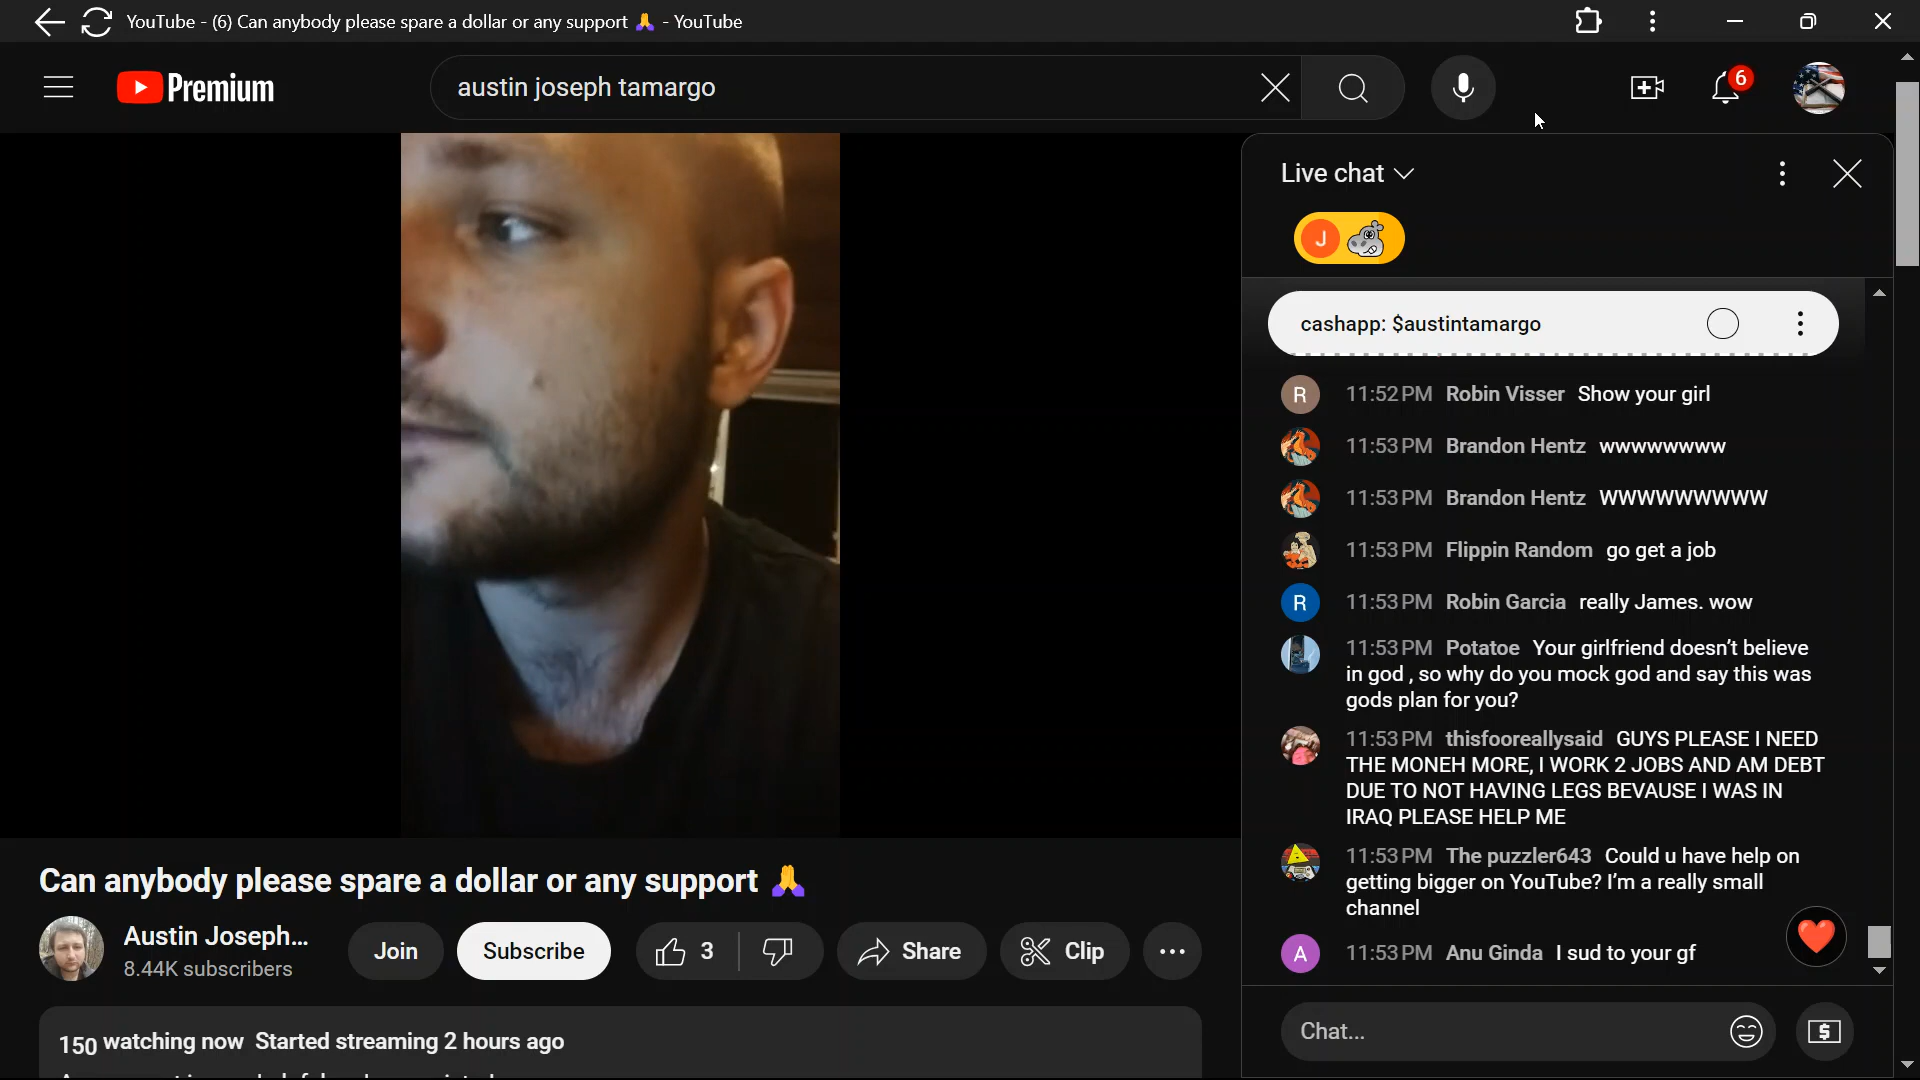 YouTube - (6) Can anybody please spare a dollar or any support 🙏 - YouTube
Premium
austin joseph tamargo
6
Live chat
J
cashapp: $austintamargo
R 11:52 PM Robin Visser Show your girl
11:53 PM Brandon Hentz wwwwwwww
11:53 PM Brandon Hentz WWWWWWWWW
11:53 PM Flippin Random go get a job
R 11:53 PM Robin Garcia really James. wow
11:53 PM Potatoe Your girlfriend doesn't believe
in god , so why do you mock god and say this was
gods plan for you?
11:53 PM thisfooreallysaid GUYS PLEASE I NEED
THE MONEH MORE, I WORK 2 JOBS AND AM DEBT
DUE TO NOT HAVING LEGS BEVAUSE I WAS IN
IRAQ PLEASE HELP ME
11:53 PM The puzzler643 Could u have help on
getting bigger on YouTube? I'm a really small
channel
A 11:53 PM Anu Ginda I sud to your gf
Chat...
Can anybody please spare a dollar or any support 🙏
Austin Joseph...
8.44K subscribers
Join
Subscribe
3
Share
Clip
150 watching now Started streaming 2 hours ago